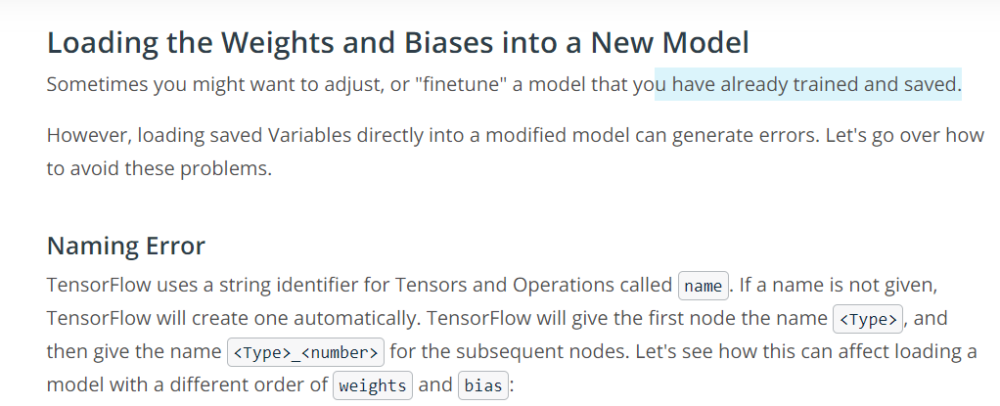 Loading the Weights and Biases into a New Model
Sometimes you might want to adjust, or "finetune" a model that you have already trained and saved.
However, loading saved Variables directly into a modified model can generate errors. Let's go over how
to avoid these problems.
Naming Error
TensorFlow uses a string identifier for Tensors and Operations called name. If a name is not given,
TensorFlow will create one automatically. TensorFlow will give the first node the name <Type>, and
then give the name <Type>_<number> for the subsequent nodes. Let's see how this can affect loading a
model with a different order of weights and bias: